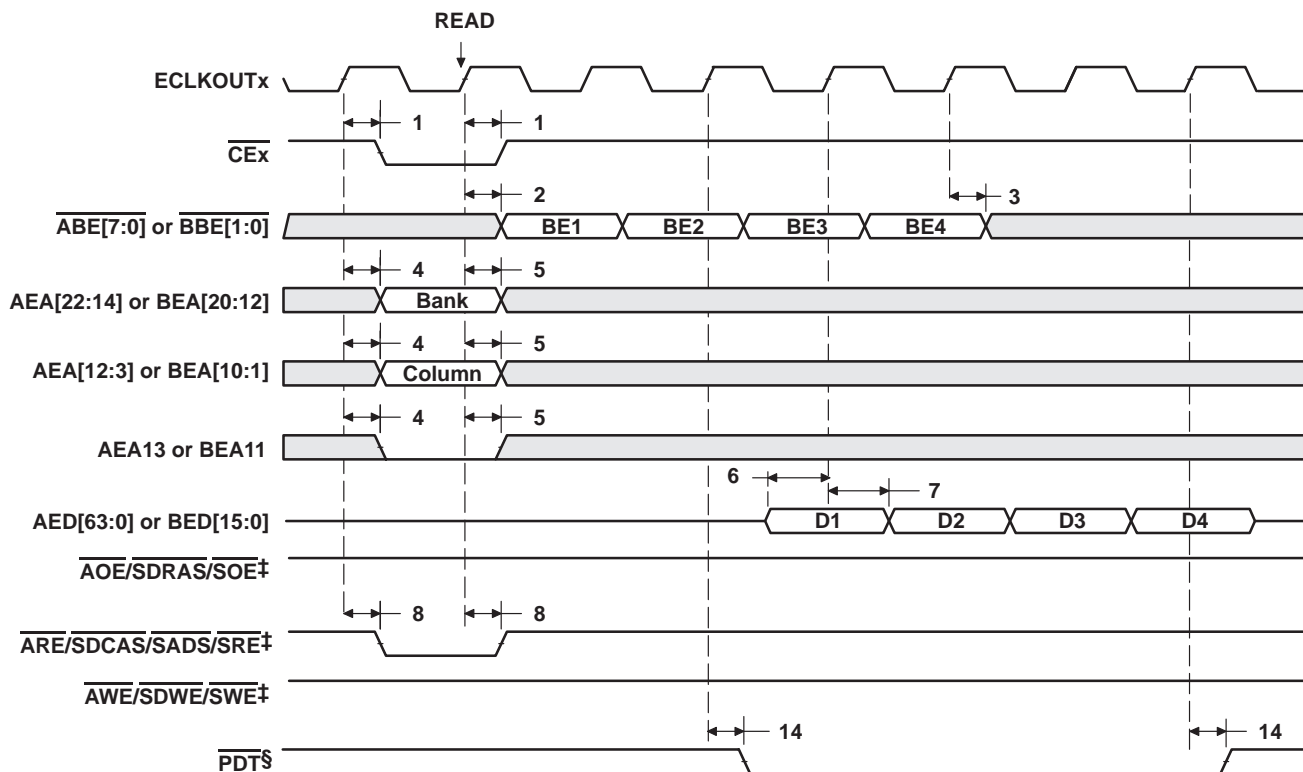 READ
ECLKOUTx
1 1
CEx
2 3
ABE[7:0] or BBE[1:0] BE1 BE2 BE3 BE4
4 5
AEA[22:14] or BEA[20:12] Bank
4 5
AEA[12:3] or BEA[10:1] Column
4 5
AEA13 or BEA11
6 7
AED[63:0] or BED[15:0] D1 D2 D3 D4
AOE/SDRAS/SOE‡
8 8
ARE/SDCAS/SADS/SRE‡
AWE/SDWE/SWE‡
14 14
PDT§